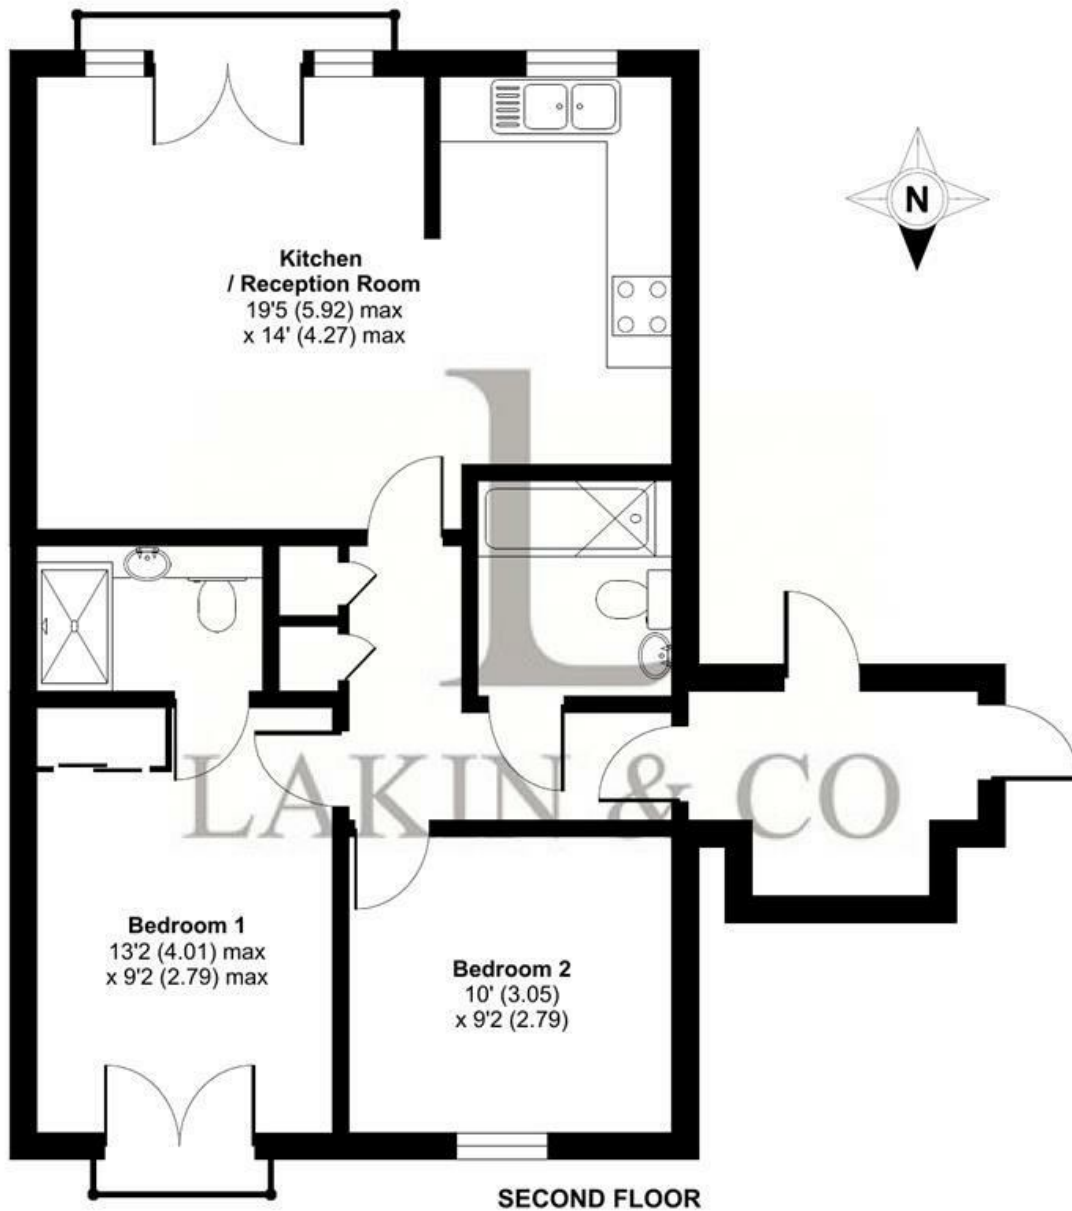 N
Kitchen
/ Reception Room
19'5 (5.92) max
x 14' (4.27) max
l
LAKIN & CO
Bedroom 1
13'2 (4.01) max
x 9'2 (2.79) max
Bedroom 2
10' (3.05)
x 9'2 (2.79)
SECOND FLOOR